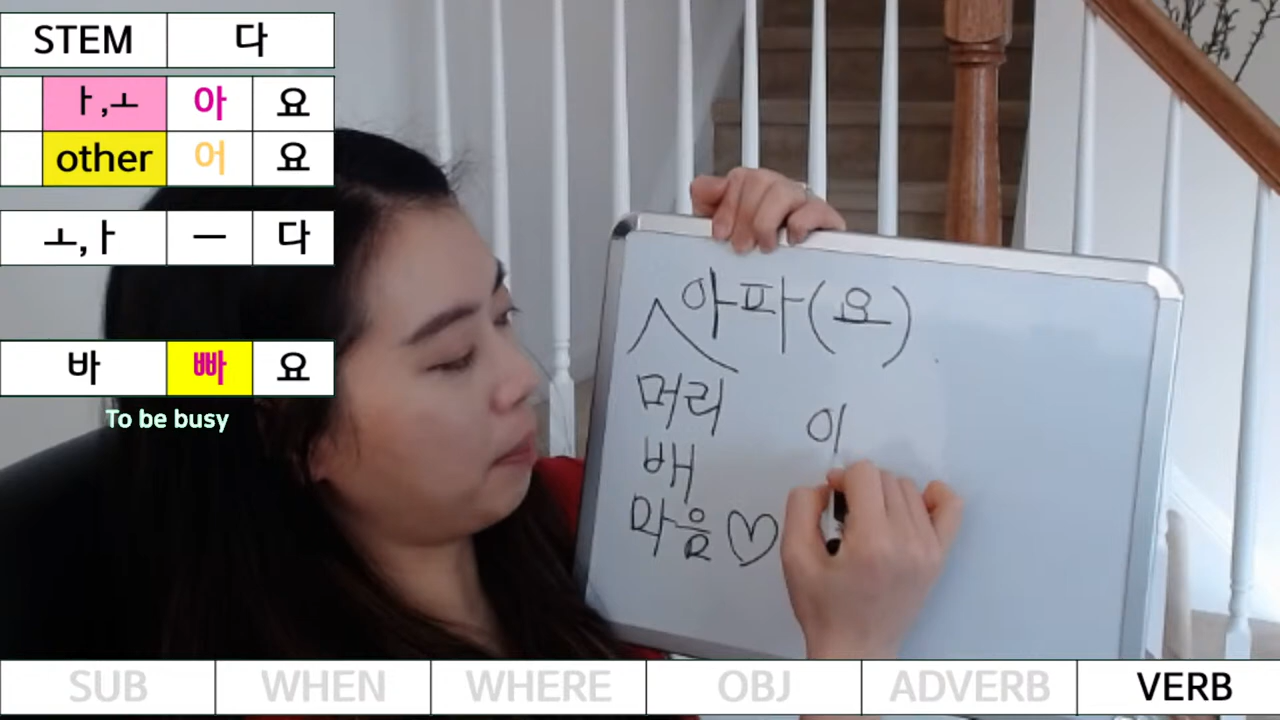 STEM 다
ㅏ,ㅗ 아 요
other 어 요
ㅗ,ㅏ ㅡ 다
바 빠 요
To be busy
아파(요)
머리
배
마음♡
이
SUB WHEN WHERE OBJ ADVERB VERB